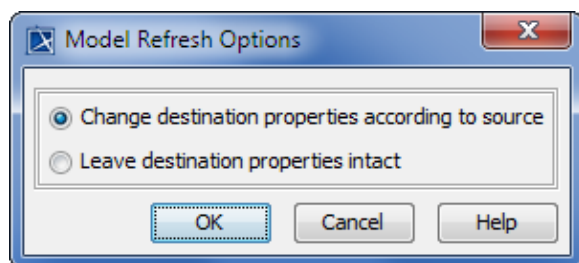 Model Refresh Options
Change destination properties according to source
Leave destination properties intact
OK Cancel Help